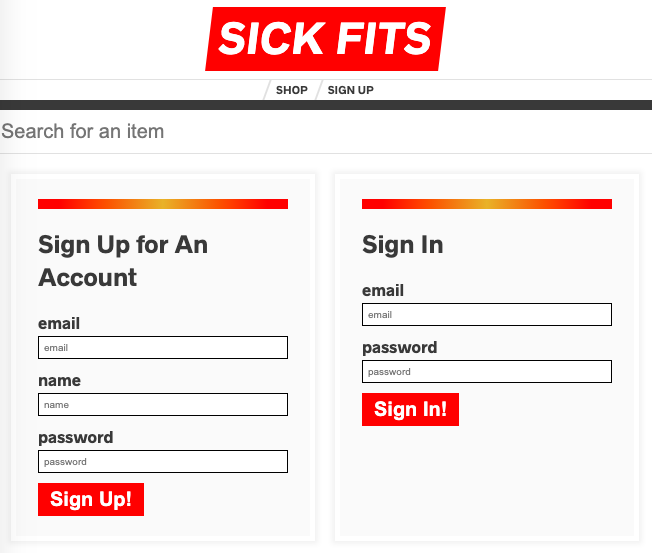 SICK FITS
SHOP
SIGN UP
Search for an item
Sign Up for An
Account
email
email
name
name
password
password
Sign Up!
Sign In
email
email
password
password
Sign In!